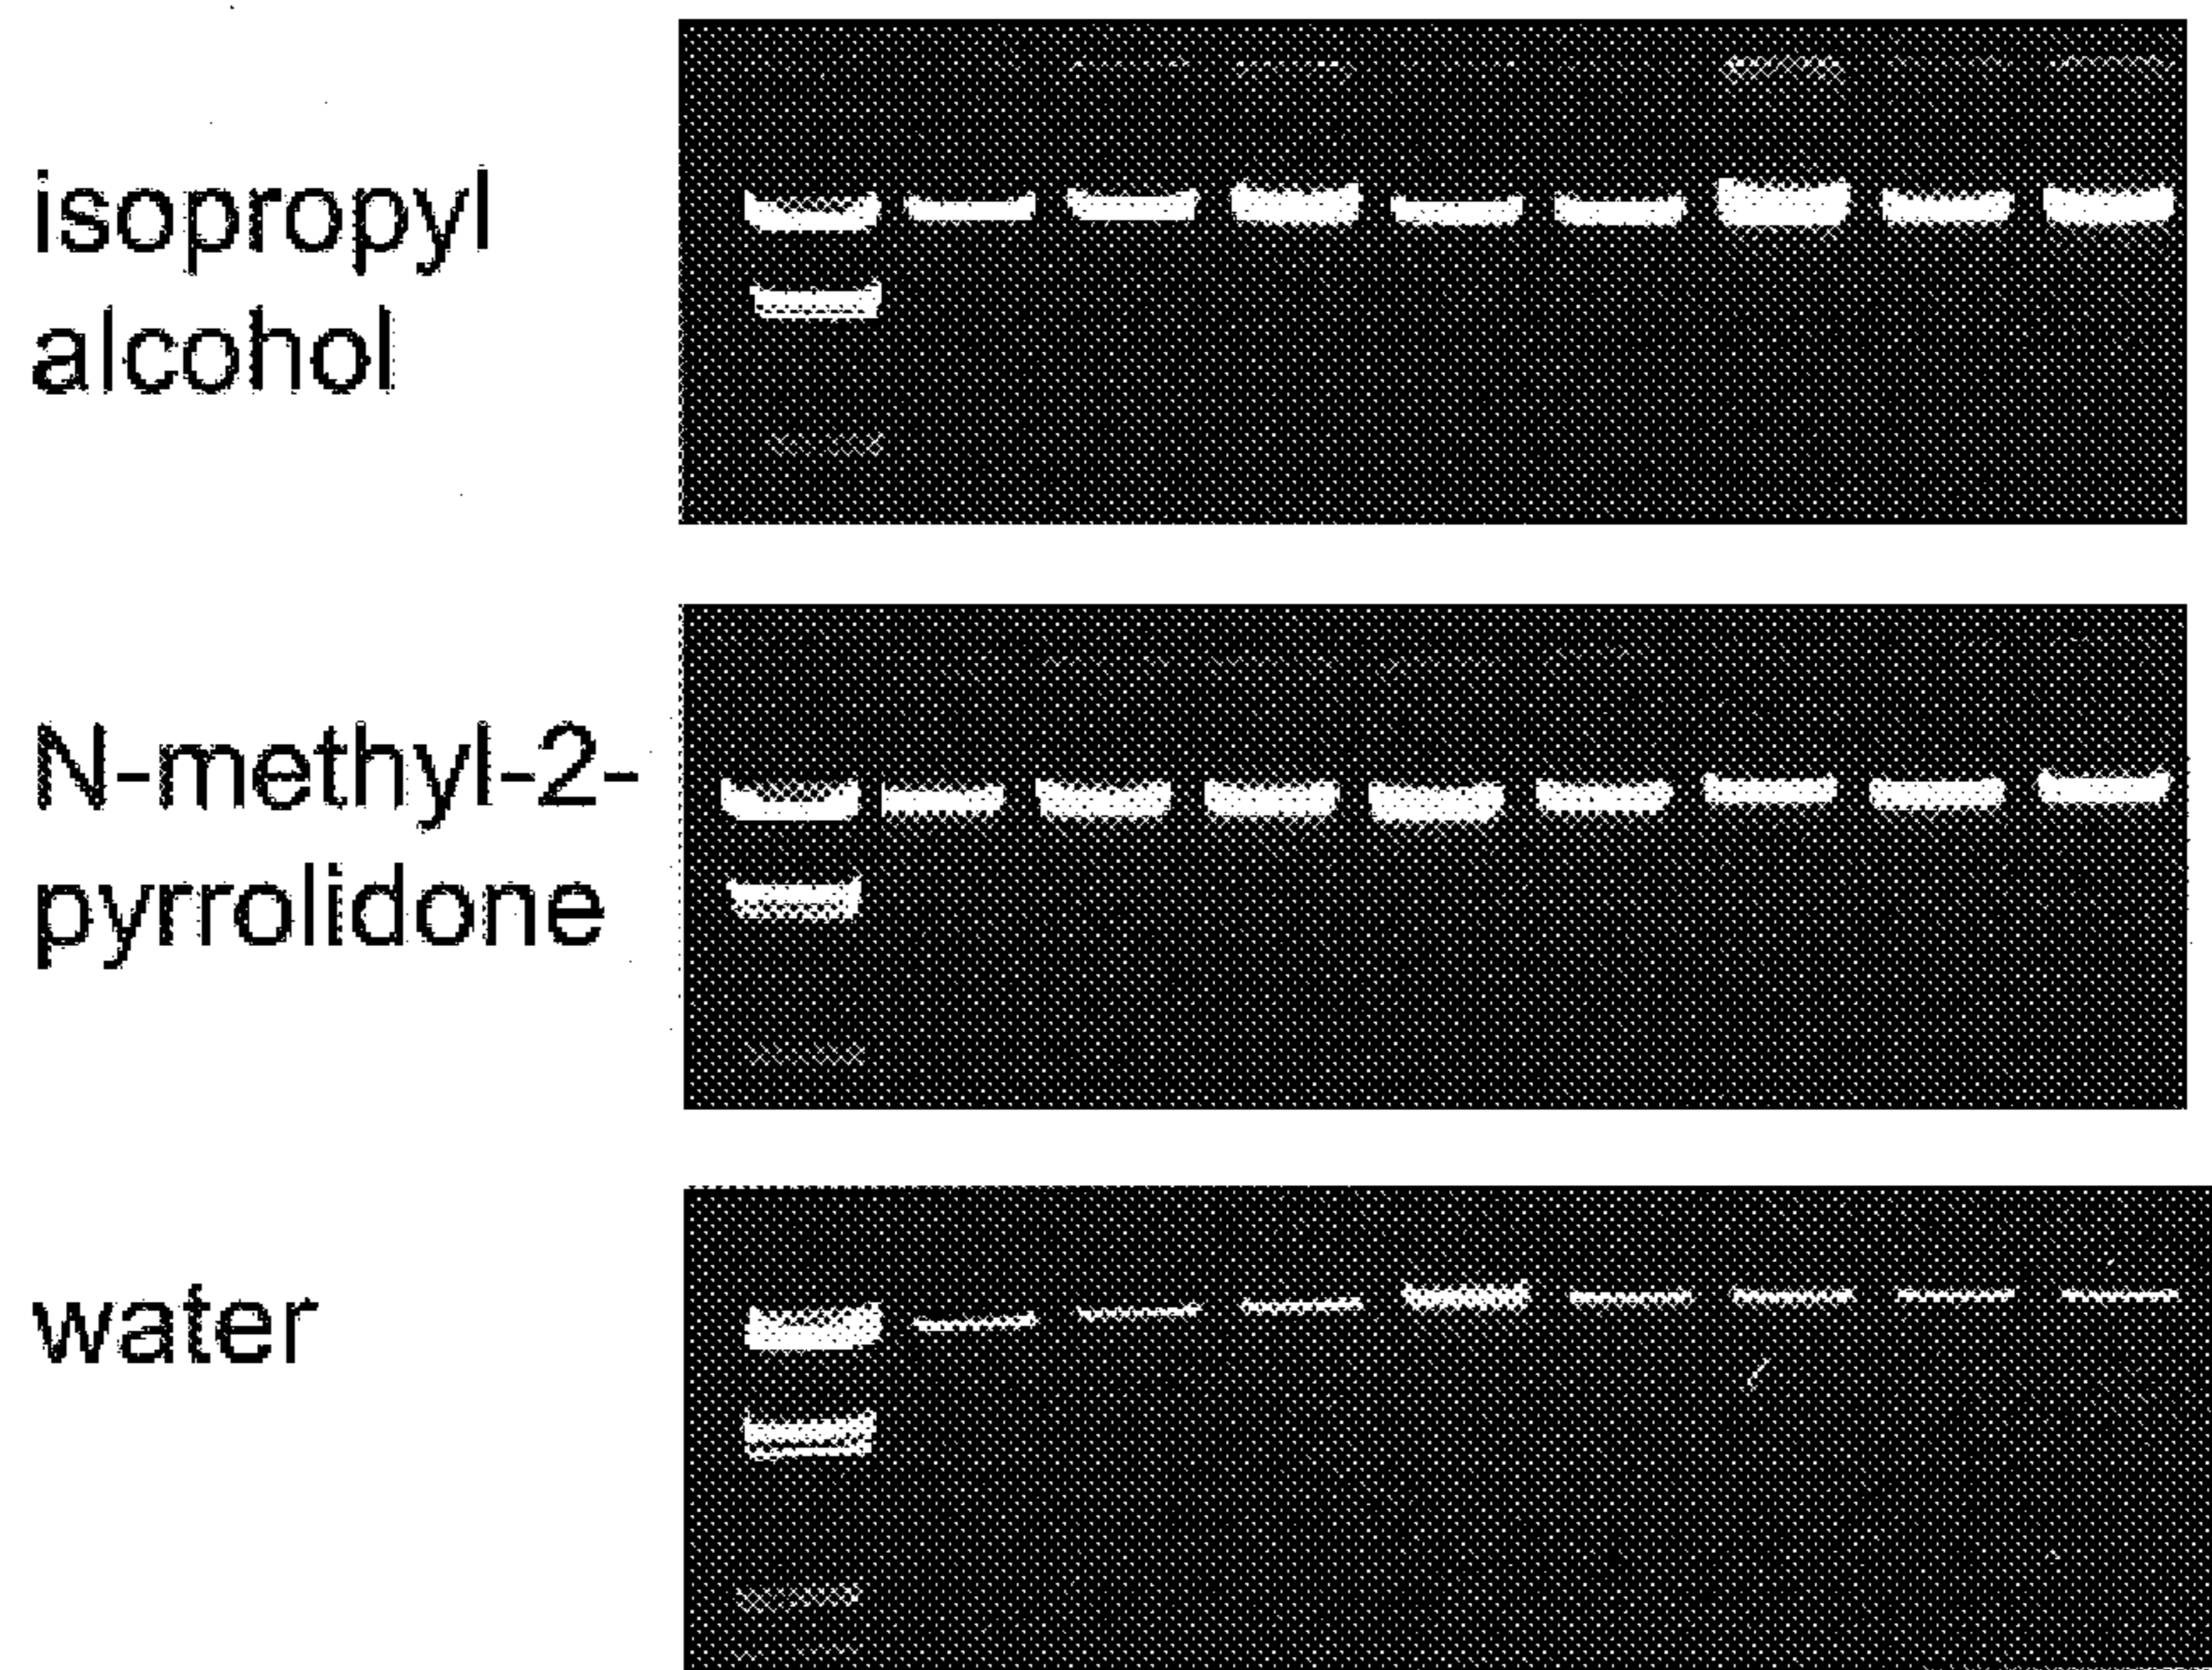 isopropyl
alcohol
N-methyl-2-
pyrrolidone
water